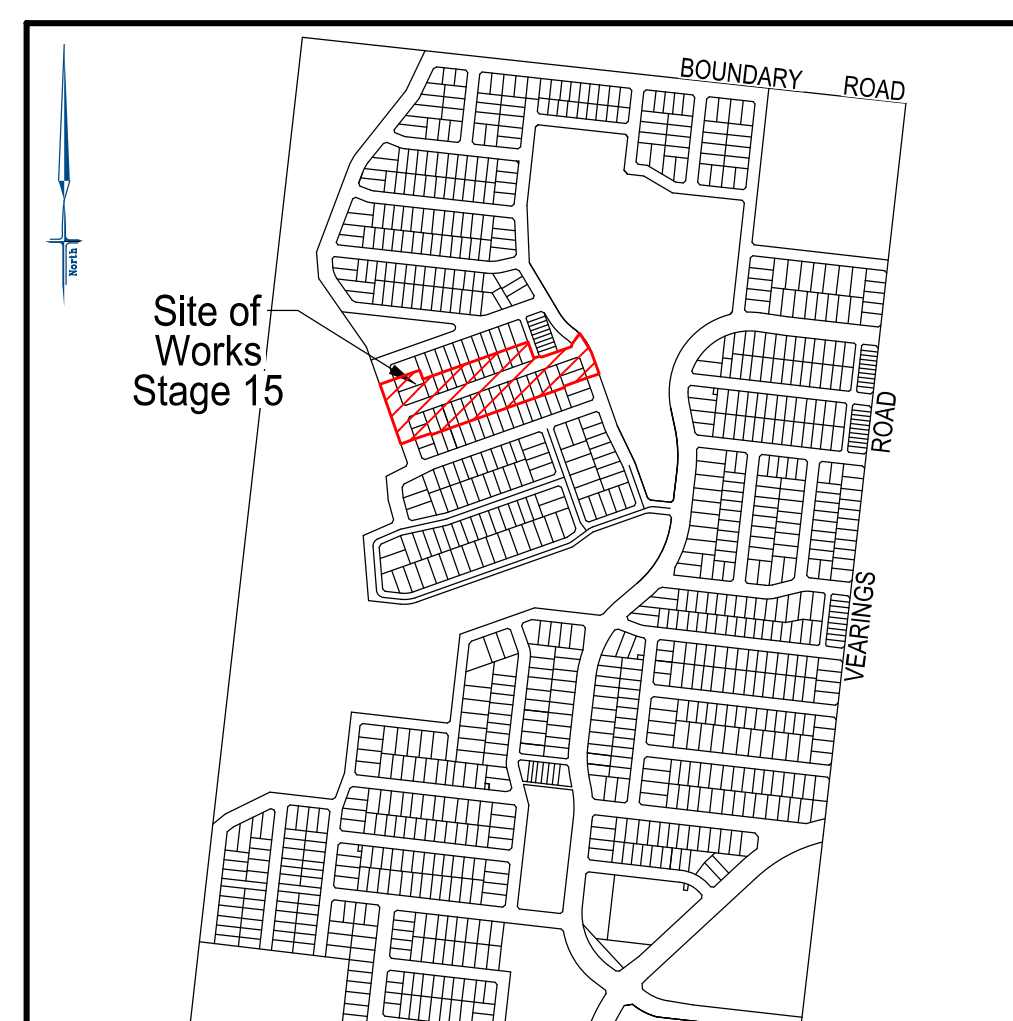 BOUNDARY ROAD
North
Site of
Works
Stage 15
VEARINGS ROAD